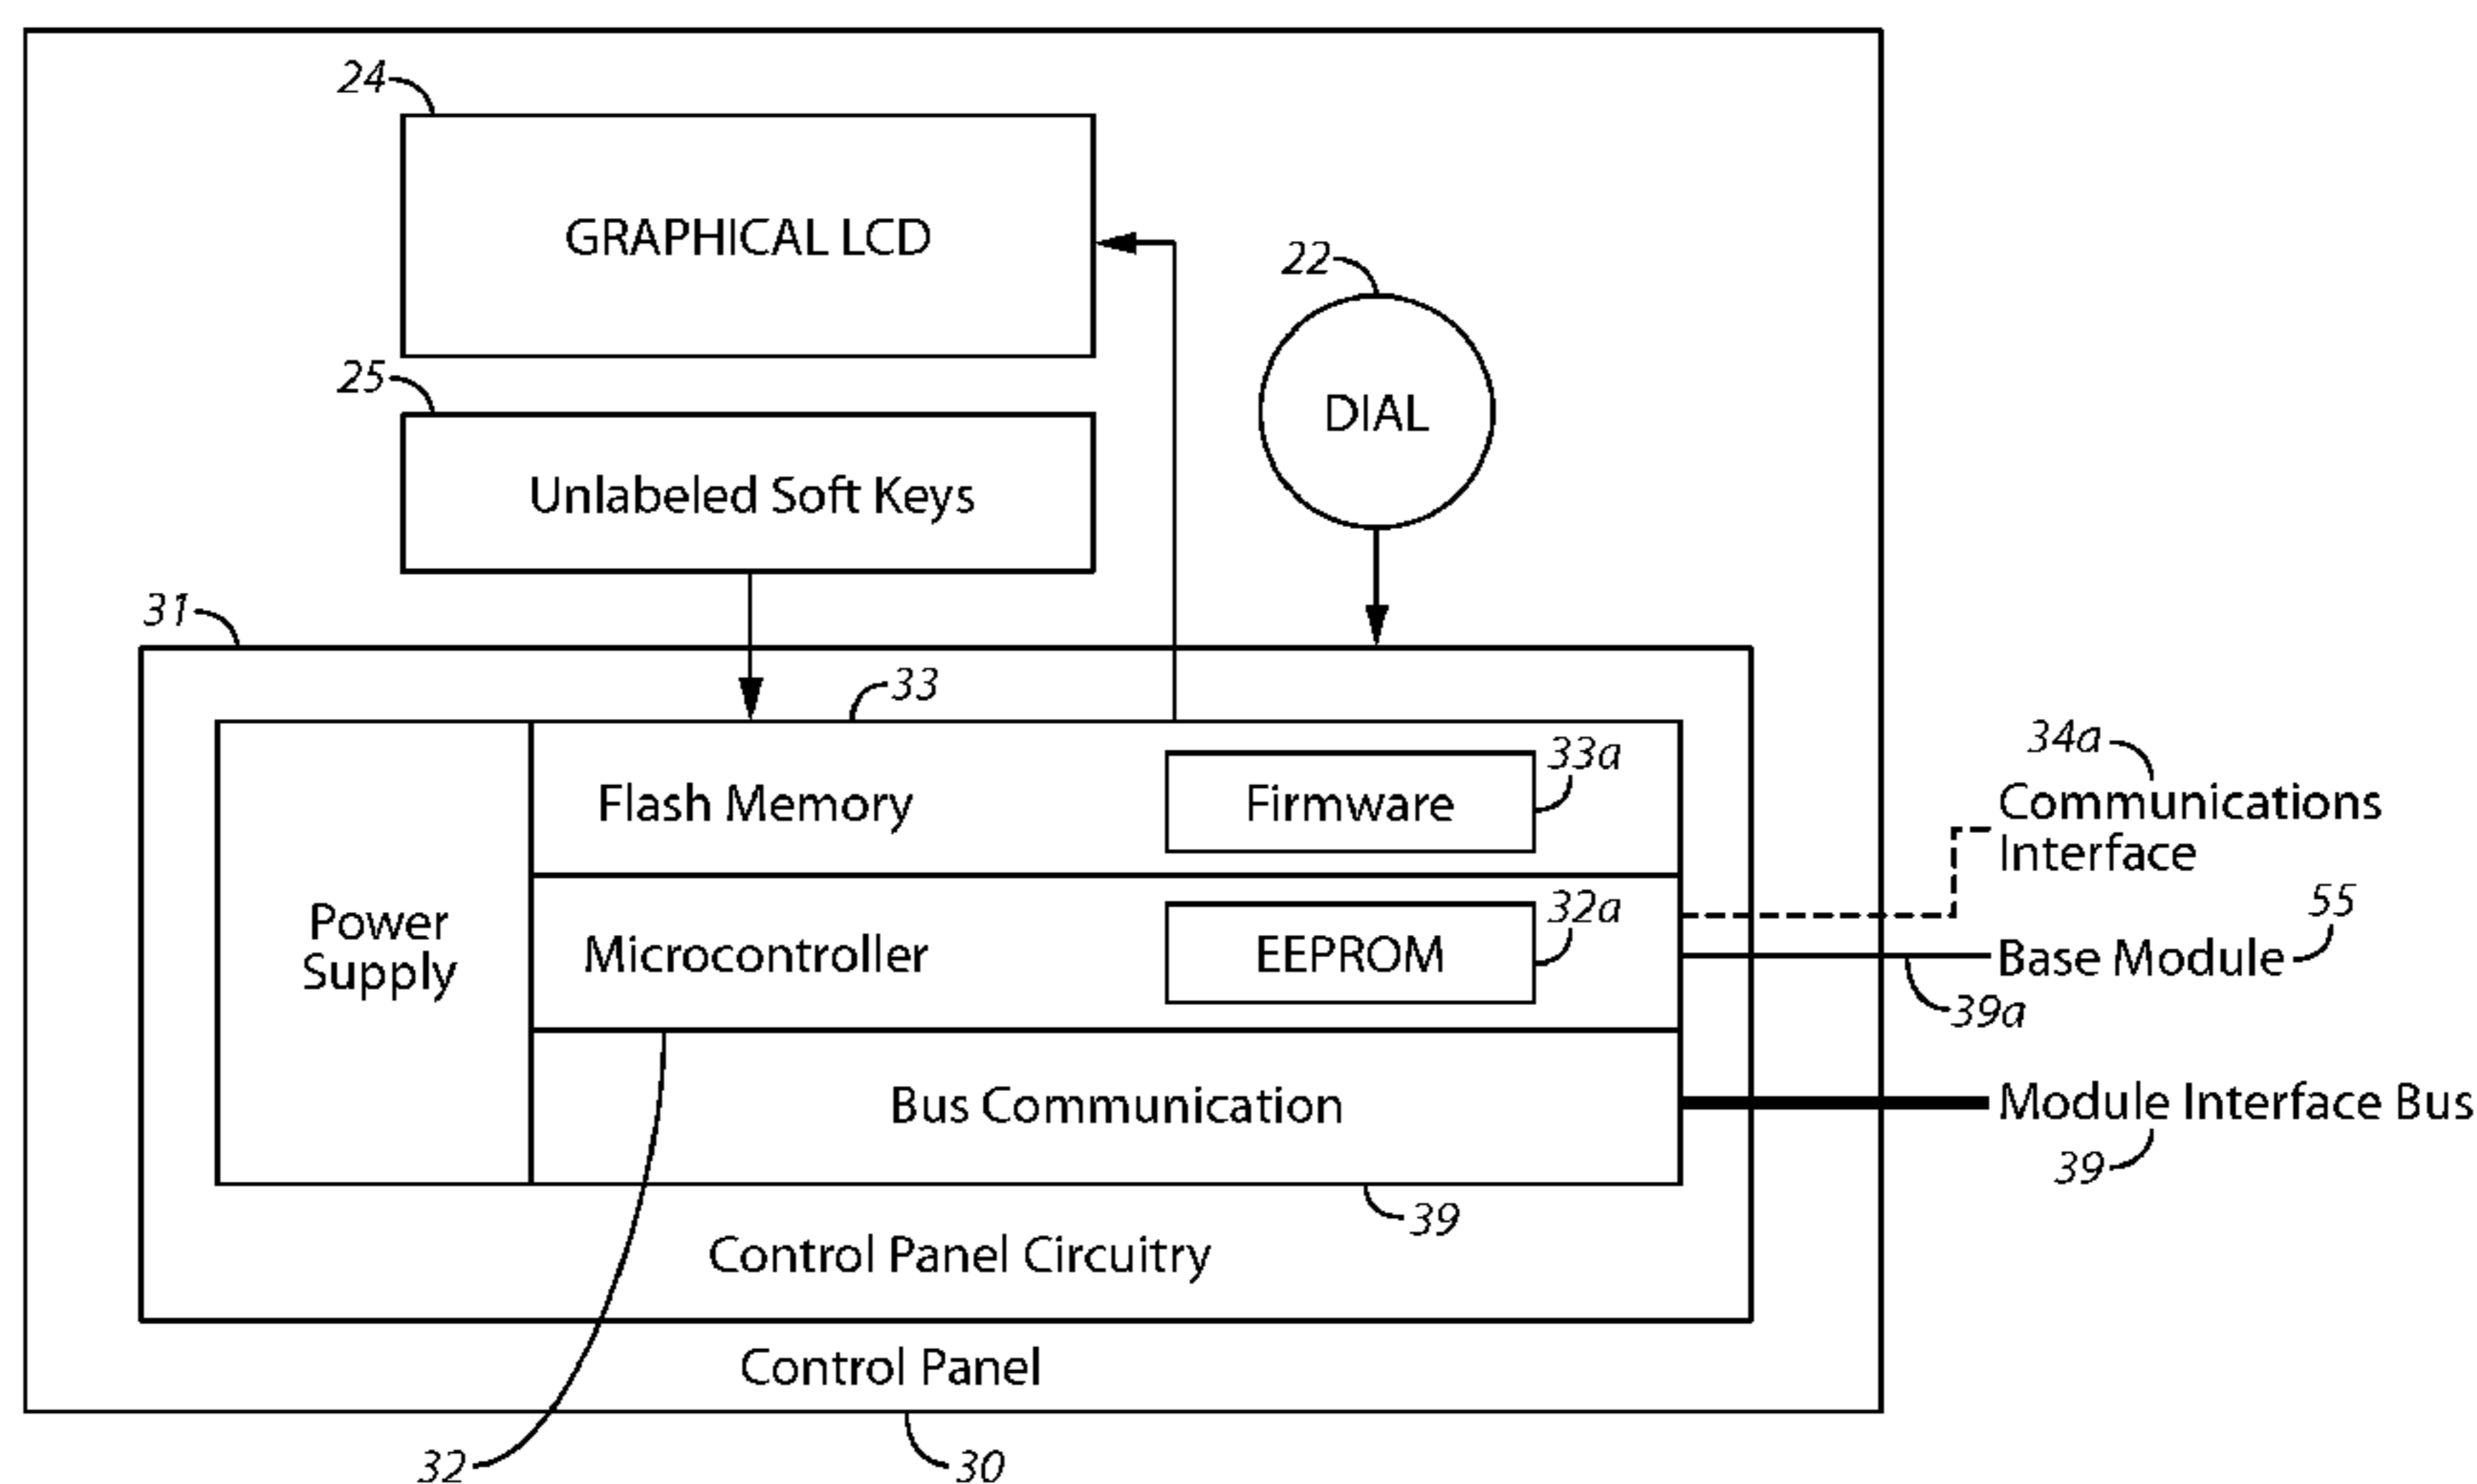 24
GRAPHICAL LCD
22
DIAL
25
Unlabeled Soft Keys
31
33
Flash Memory
Firmware
33a
34a
Communications
Interface
Power
Supply
Microcontroller
EEPROM
32a
55
Base Module
39a
Bus Communication
Module Interface Bus
39
39
Control Panel Circuitry
Control Panel
32
30